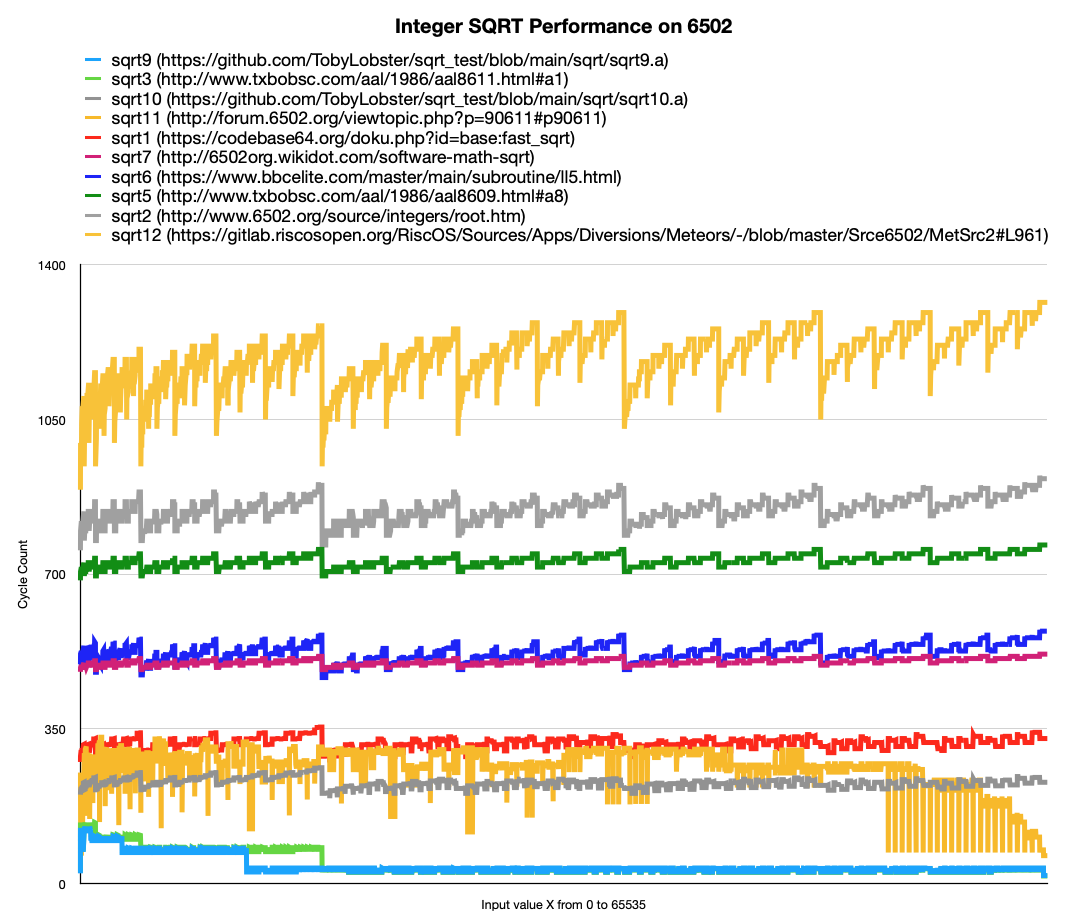 Integer SQRT Performance on 6502
sqrt9 (https://github.com/TobyLobster/sqrt_test/blob/main/sqrt/sqrt9.a)
sqrt3 (http://www.txbobsc.com/aal/1986/aal8611.html#a1)
sqrt10 (https://github.com/TobyLobster/sqrt_test/blob/main/sqrt/sqrt10.a)
sqrt11 (http://forum.6502.org/viewtopic.php?p=90611#p90611)
sqrt1 (https://codebase64.org/doku.php?id=base:fast_sqrt)
sqrt7 (http://6502org.wikidot.com/software-math-sqrt)
sqrt6 (https://www.bbcelite.com/master/main/subroutine/ll5.html)
sqrt5 (http://www.txbobsc.com/aal/1986/aal8609.html#a8)
sqrt2 (http://www.6502.org/source/integers/root.htm)
sqrt12 (https://gitlab.riscosopen.org/RiscOS/Sources/Apps/Diversions/Meteors/-/blob/master/Srce6502/MetSrc2#L961)
1400
1050
700
350
0
Cycle Count
Input value X from 0 to 65535